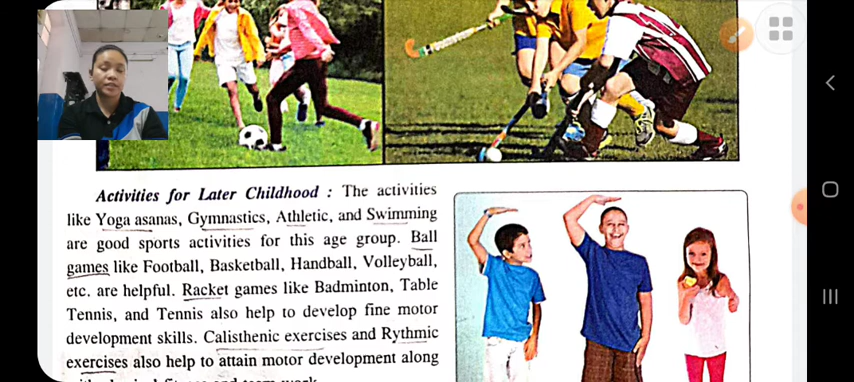 Activities for Later Childhood : The activities
like Yoga asanas, Gymnastics, Athletic, and Swimming
are good sports activities for this age group. Ball
games like Football, Basketball, Handball, Volleyball,
etc. are helpful. Racket games like Badminton, Table
Tennis, and Tennis also help to develop fine motor
development skills. Calisthenic exercises and Rythmic
exercises also help to attain motor development along